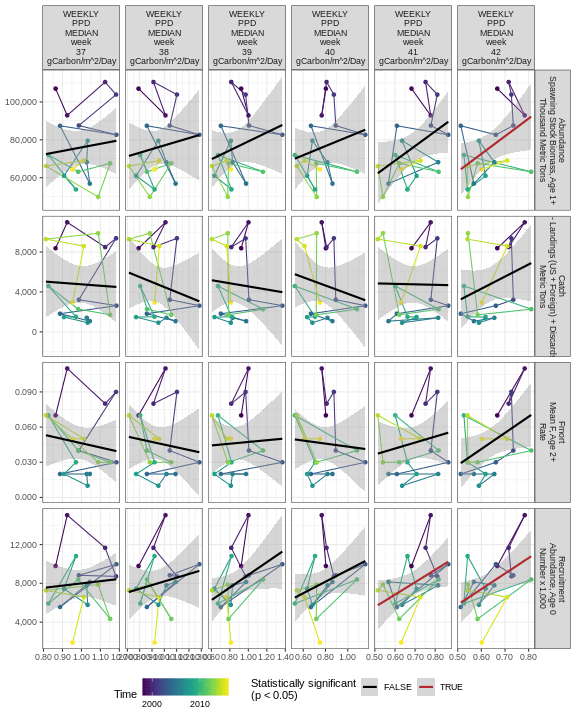 WEEKLY
PPD
MEDIAN
week
37
gCarbon/m^2/Day
WEEKLY
PPD
MEDIAN
week
38
gCarbon/m^2/Day
WEEKLY
PPD
MEDIAN
week
39
gCarbon/m^2/Day
WEEKLY
PPD
MEDIAN
week
40
gCarbon/m^2/Day
WEEKLY
PPD
MEDIAN
week
41
gCarbon/m^2/Day
WEEKLY
PPD
MEDIAN
week
42
gCarbon/m^2/Day
100,000
80,000
60,000
Abundance
Spawning Stock Biomass, Age 1+
Thousand Metric Tons
8,000
4,000
0
Catch
- Landings (US + Foreign) + Discards
Metric Tons
0.090
0.060
0.030
0.000
Fmort
Mean F, Age 2+
Rate
12,000
8,000
4,000
Recruitment
Abundance, Age 0
Number x 1,000
0.80 0.90 1.00 1.10
0.60 0.80 1.00 1.20 1.40
0.60 0.80 1.00
0.50 0.60 0.70 0.80
0.50 0.60 0.70 0.80
Time
2000 2010
Statistically significant
(p < 0.05)
FALSE
TRUE